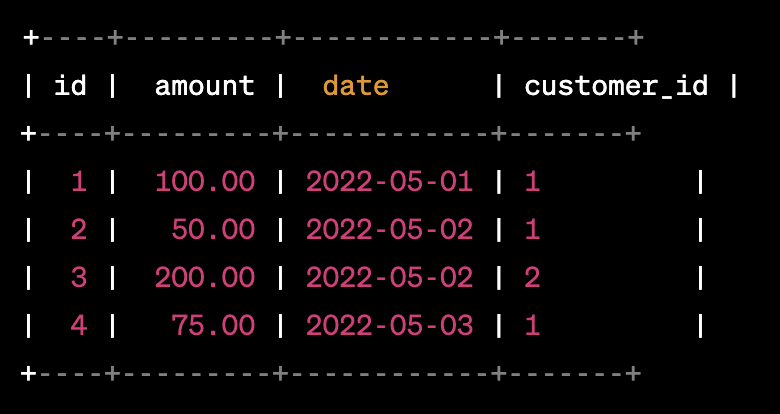 +----+---------+------------+-------+
| id |  amount |  date      | customer_id |
+----+---------+------------+-------+
|  1 |  100.00 | 2022-05-01 | 1         |
|  2 |   50.00 | 2022-05-02 | 1         |
|  3 |  200.00 | 2022-05-02 | 2         |
|  4 |   75.00 | 2022-05-03 | 1         |
+----+---------+------------+-------+